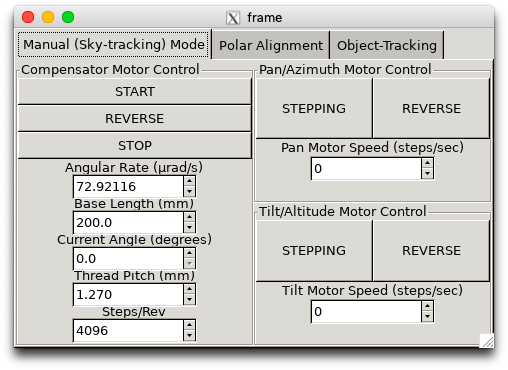 frame
Manual (Sky-tracking) Mode
Polar Alignment
Object-Tracking
Compensator Motor Control
START
REVERSE
STOP
Angular Rate (µrad/s)
72.92116
Base Length (mm)
200.0
Current Angle (degrees)
0.0
Thread Pitch (mm)
1.270
Steps/Rev
4096
Pan/Azimuth Motor Control
STEPPING
REVERSE
Pan Motor Speed (steps/sec)
0
Tilt/Altitude Motor Control
STEPPING
REVERSE
Tilt Motor Speed (steps/sec)
0